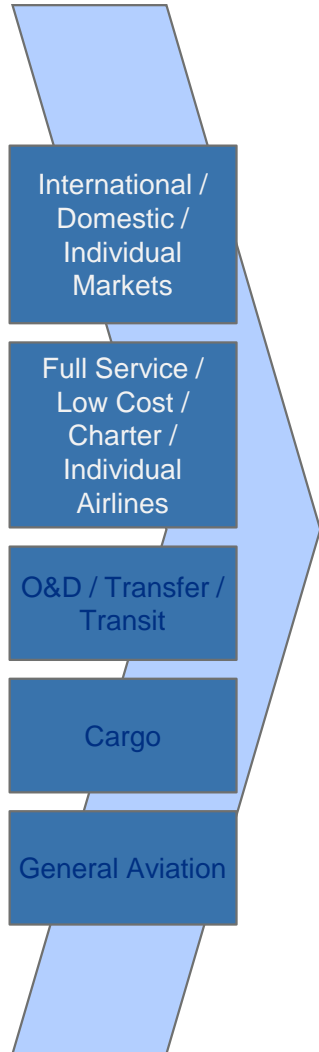 International /
Domestic /
Individual
Markets
Full Service /
Low Cost /
Charter /
Individual
Airlines
O&D / Transfer /
Transit
Cargo
General Aviation